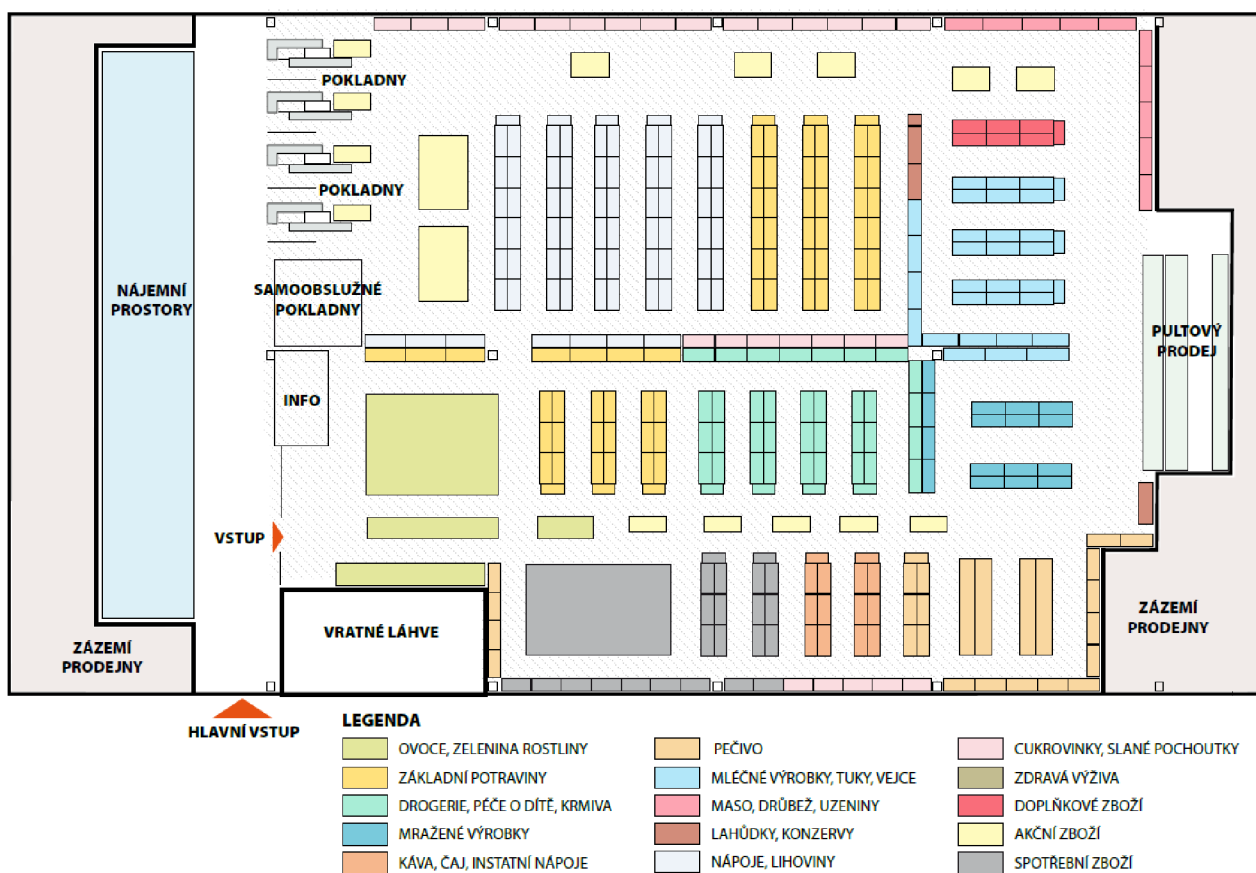 POKLADNY
POKLADNY
NÁJEMNÍ
PROSTORY
SAMOOBSLUŽNÉ
POKLADNY
PULTOVÝ
PRODEJ
INFO
VSTUP
VRATNÉ LÁHVE
ZÁZEMÍ
PRODEJNY
ZÁZEMÍ
PRODEJNY
HLAVNÍ VSTUP
LEGENDA
OVOCE, ZELENINA ROSTLINY
ZÁKLADNÍ POTRAVINY
DROGERIE, PÉČE O DÍTĚ, KRMIVA
MRAŽENÉ VÝROBKY
KÁVA, ČAJ, INSTATNÍ NÁPOJE
PEČIVO
MLÉČNÉ VÝROBKY, TUKY, VEJCE
MASO, DRŮBEŽ, UZENINY
LAHŮDKY, KONZERVY
NÁPOJE, LIHOVINY
CUKROVINKY, SLANÉ POCHOUTKY
ZDRAVÁ VÝŽIVA
DOPLŇKOVÉ ZBOŽÍ
AKČNÍ ZBOŽÍ
SPOTŘEBNÍ ZBOŽÍ